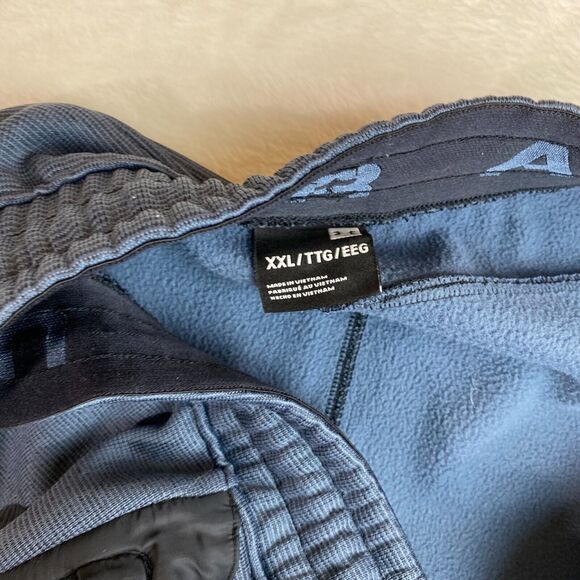 XXL/TTG/EEG
MADE IN VIETNAM
FABRIQUÉ AU VIETNAM
HECHO EN VIETNAM